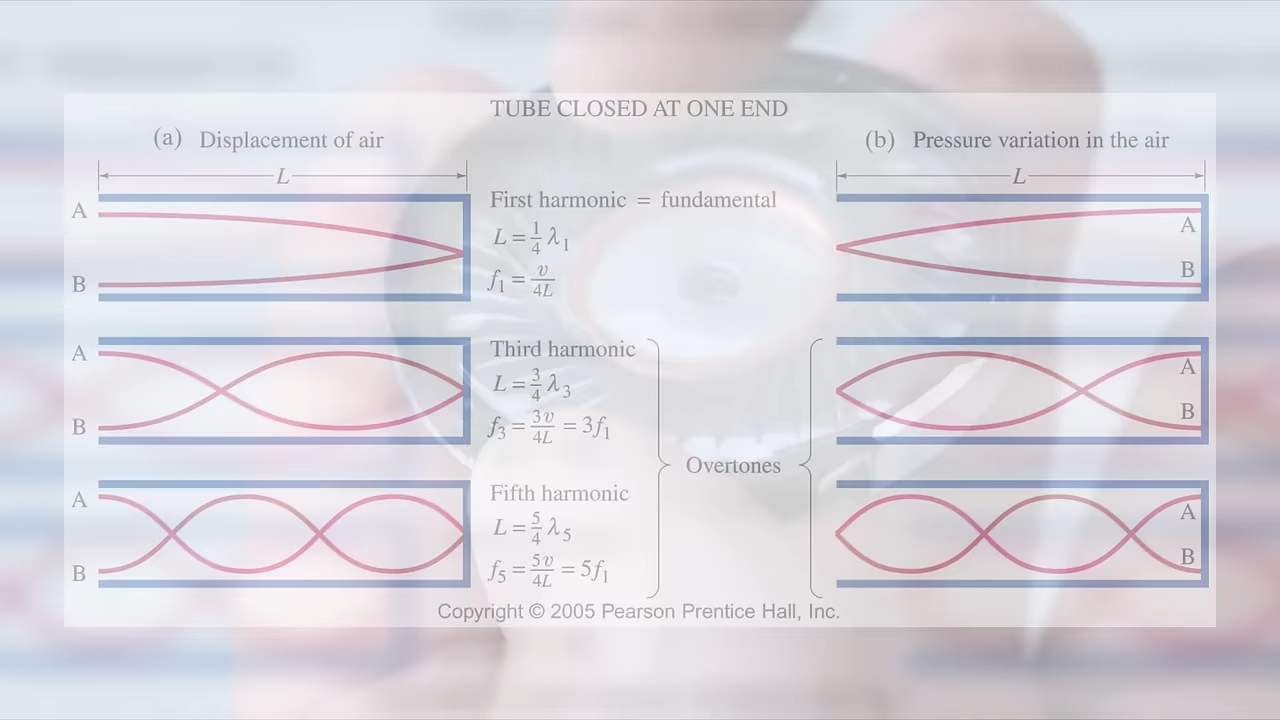 TUBE CLOSED AT ONE END
(a) Displacement of air
L
A
B
A
B
A
B
First harmonic = fundamental
L = 1/4 λ₁
f₁ = v/4L
Third harmonic
L = 3/4 λ₃
f₃ = 3v/4L = 3f₁
Fifth harmonic
L = 5/4 λ₅
f₅ = 5v/4L = 5f₁
Overtones
(b) Pressure variation in the air
L
A
B
A
B
A
B
Copyright © 2005 Pearson Prentice Hall, Inc.